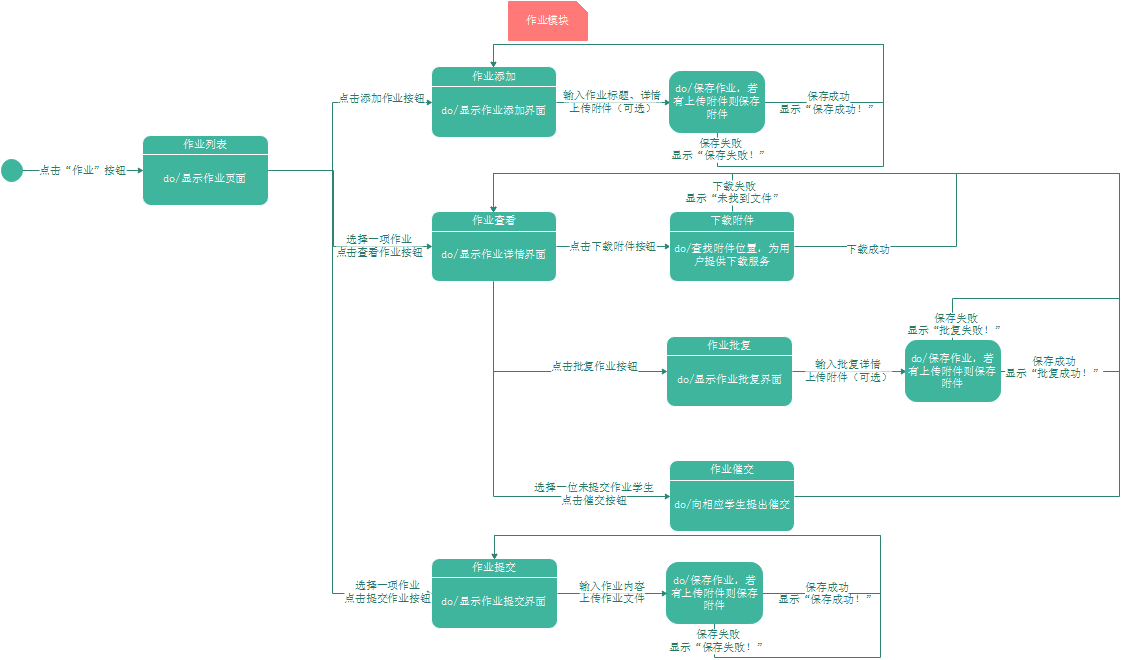 作业模块
作业添加
do/显示作业添加界面
点击添加作业按钮
输入作业标题、详情
上传附件（可选）
do/保存作业，若
有上传附件则保存
附件
保存成功
显示“保存成功！”
保存失败
显示“保存失败！”
点击“作业”按钮
作业列表
do/显示作业页面
选择一项作业
点击查看作业按钮
作业查看
do/显示作业详情界面
点击下载附件按钮
下载失败
显示“未找到文件”
下载附件
do/查找附件位置，为用
户提供下载服务
下载成功
点击批复作业按钮
作业批复
do/显示作业批复界面
输入批复详情
上传附件（可选）
保存失败
显示“批复失败！”
do/保存作业，若
有上传附件则保存
附件
保存成功
显示“批复成功！”
选择一位未提交作业学生
点击催交按钮
作业催交
do/向相应学生提出催交
选择一项作业
点击提交作业按钮
作业提交
do/显示作业提交界面
输入作业内容
上传作业文件
do/保存作业，若
有上传附件则保存
附件
保存成功
显示“保存成功！”
保存失败
显示“保存失败！”